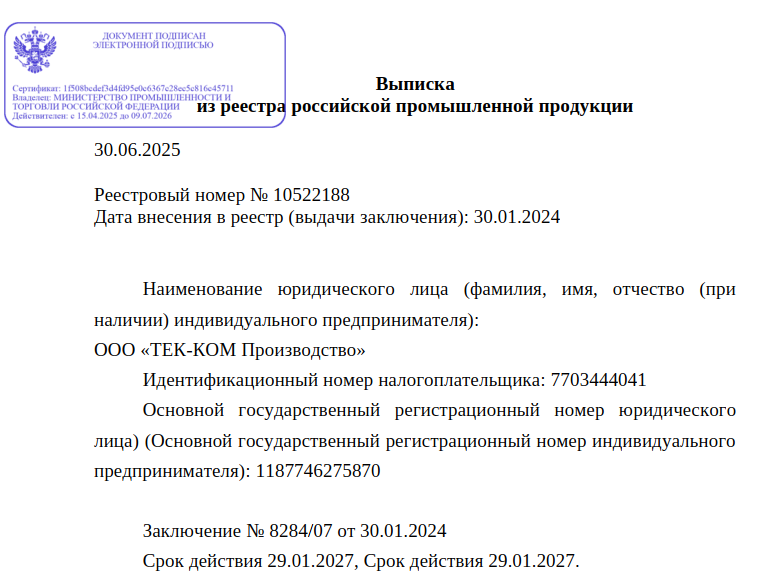 ДОКУМЕНТ ПОДПИСАН
ЭЛЕКТРОННОЙ ПОДПИСЬЮ
Сертификат: 1f508bcdef3d4fd95e0c6367c28ec5c816c45711
Владелец: МИНИСТЕРСТВО ПРОМЫШЛЕННОСТИ И
ТОРГОВЛИ РОССИЙСКОЙ ФЕДЕРАЦИИ
Действителен: с 15.04.2025 до 09.07.2026
Выписка
из реестра российской промышленной продукции
30.06.2025
Реестровый номер № 10522188
Дата внесения в реестр (выдачи заключения): 30.01.2024
Наименование юридического лица (фамилия, имя, отчество (при
наличии) индивидуального предпринимателя):
ООО «ТЕК-КОМ Производство»
Идентификационный номер налогоплательщика: 7703444041
Основной государственный регистрационный номер юридического
лица) (Основной государственный регистрационный номер индивидуального
предпринимателя): 1187746275870
Заключение № 8284/07 от 30.01.2024
Срок действия 29.01.2027, Срок действия 29.01.2027.